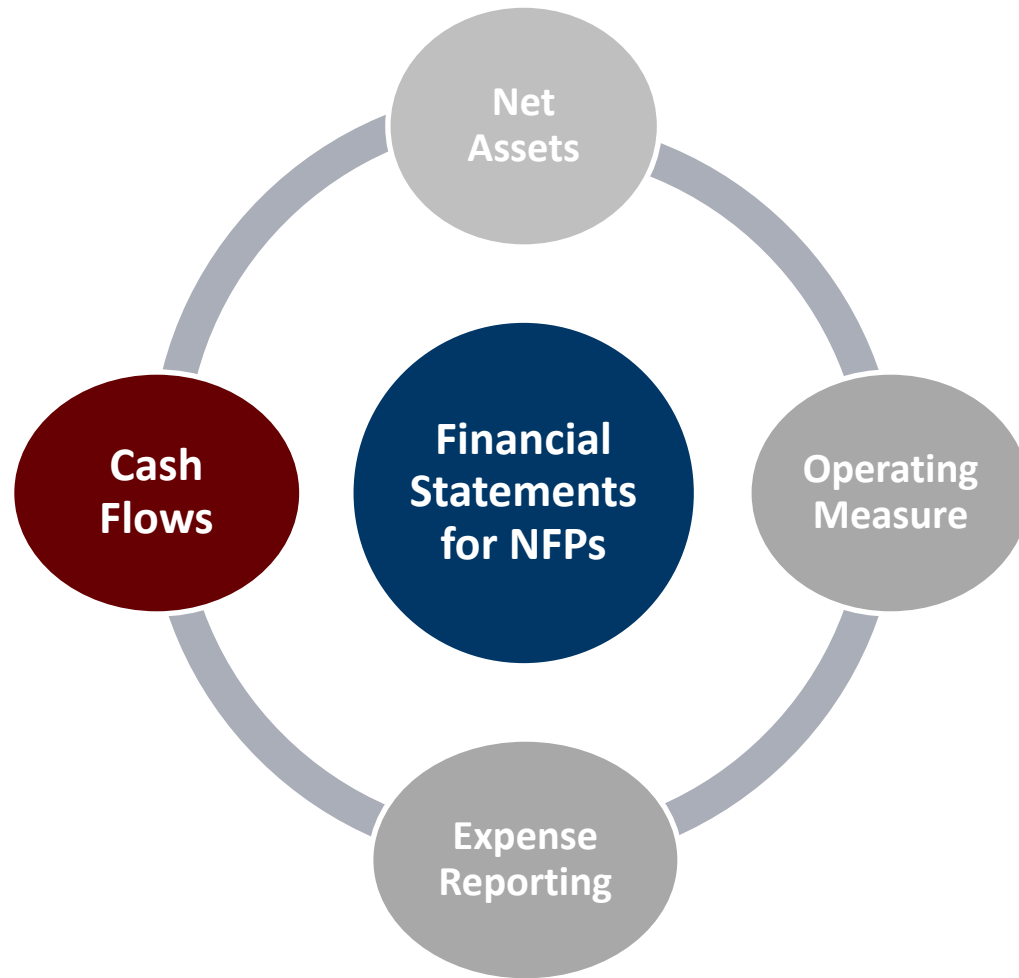 Net
Assets
Cash
Flows
Financial
Statements
for NFPs
Operating
Measure
Expense
Reporting